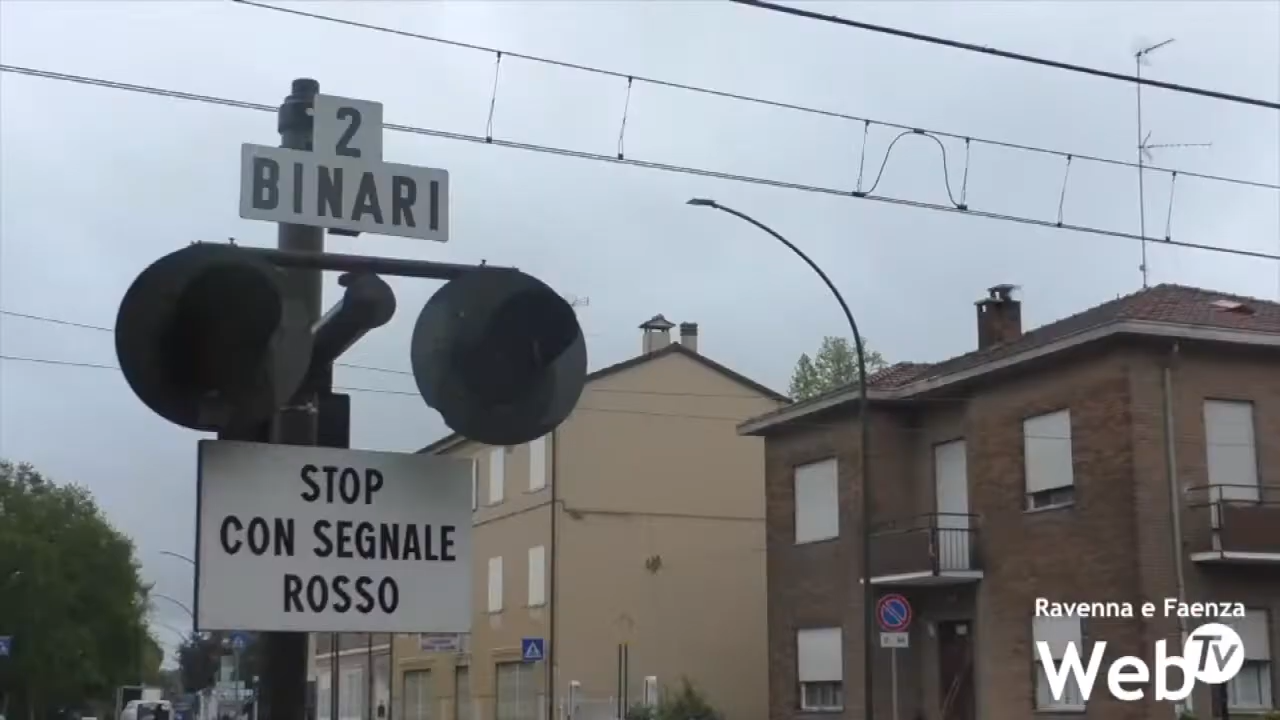 2
BINARI
STOP
CON SEGNALE
ROSSO
Ravenna e Faenza
WebTv